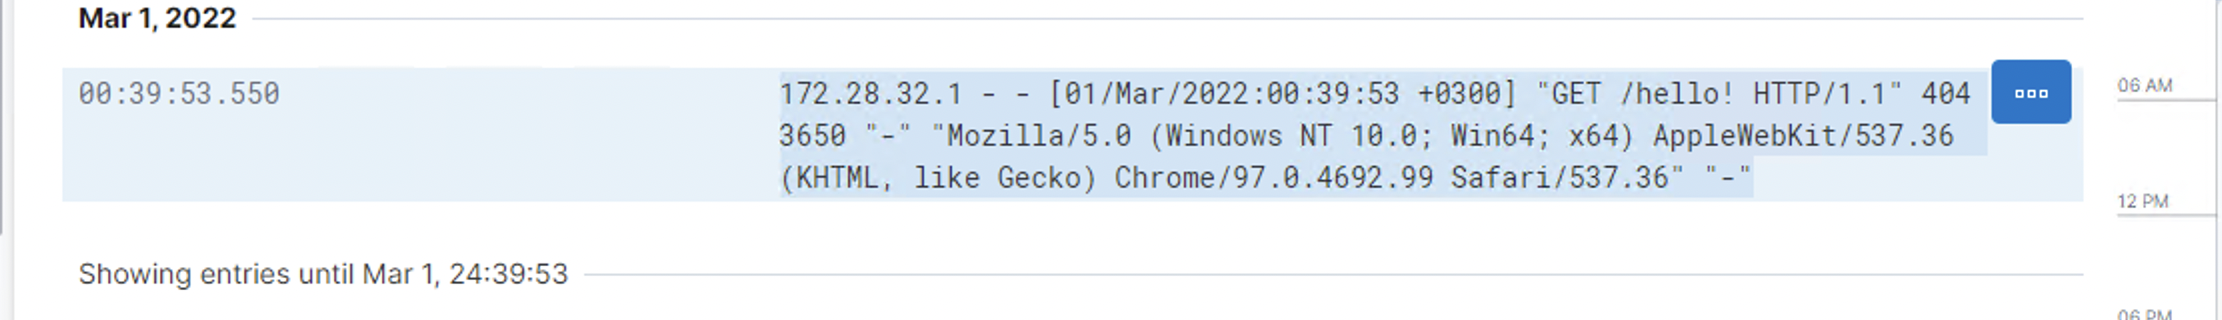 Mar 1, 2022
00:39:53.550
172.28.32.1 - - [01/Mar/2022:00:39:53 +0300] "GET /hello! HTTP/1.1" 404
3650 "-" "Mozilla/5.0 (Windows NT 10.0; Win64; x64) AppleWebKit/537.36
(KHTML, like Gecko) Chrome/97.0.4692.99 Safari/537.36" "-"
Showing entries until Mar 1, 24:39:53
06 AM
12 PM
06 PM